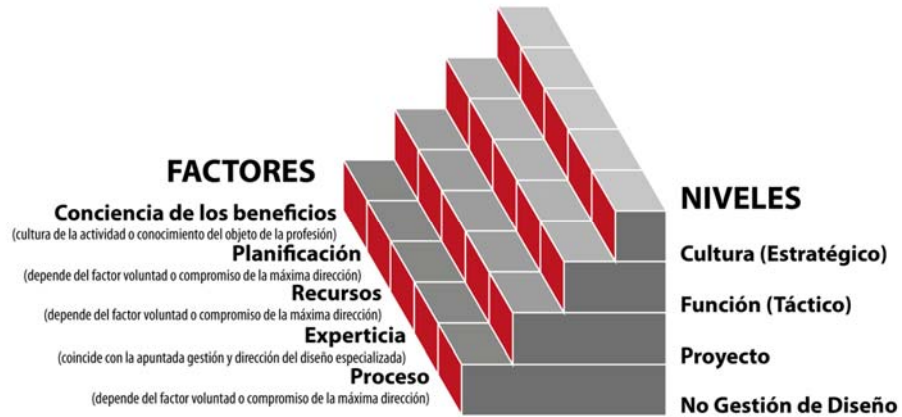 FACTORES
Conciencia de los beneficios
(cultura de la actividad o conocimiento del objeto de la profesión)
Planificación
(depende del factor voluntad o compromiso de la máxima dirección)
Recursos
(depende del factor voluntad o compromiso de la máxima dirección)
Experticia
(coincide con la apuntada gestión y dirección del diseño especializada)
Proceso
(depende del factor voluntad o compromiso de la máxima dirección)
NIVELES
Cultura (Estratégico)
Función (Táctico)
Proyecto
No Gestión de Diseño